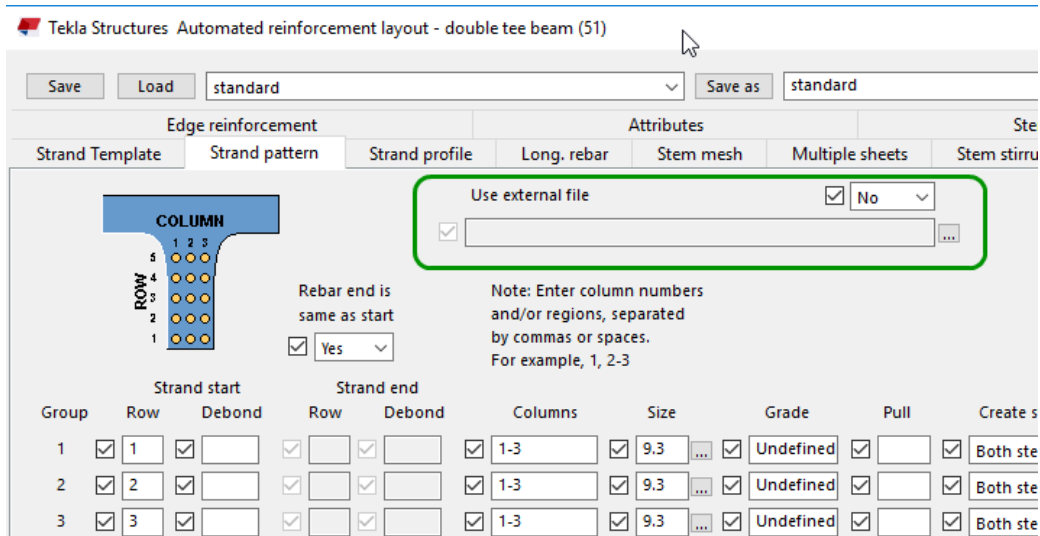 Tekla Structures Automated reinforcement layout - double tee beam (51)
Save Load standard Save as standard
Edge reinforcement Attributes Ste
Strand Template Strand pattern Strand profile Long. rebar Stem mesh Multiple sheets Stem stirru
Use external file No
...
COLUMN
1 2 3
ROW
5
4
3
2
1
Rebar end is
same as start
Yes
Note: Enter column numbers
and/or regions, separated
by commas or spaces.
For example, 1, 2-3
Strand start Strand end
Group Row Debond Row Debond Columns Size Grade Pull Create s
1 1 1-3 9.3 ... Undefined Both ste
2 2 1-3 9.3 ... Undefined Both ste
3 3 1-3 9.3 ... Undefined Both ste